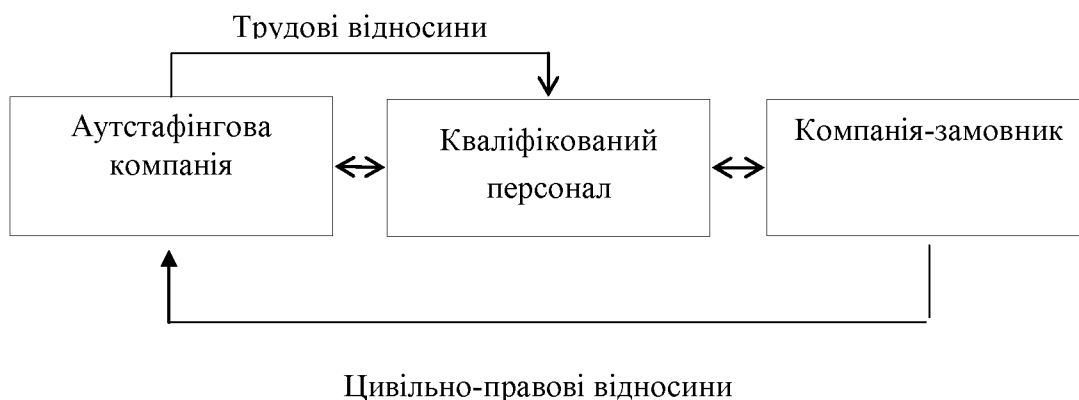 Трудові відносини
Аутстафінгова
компанія
Кваліфікований
персонал
Компанія-замовник
Цивільно-правові відносини